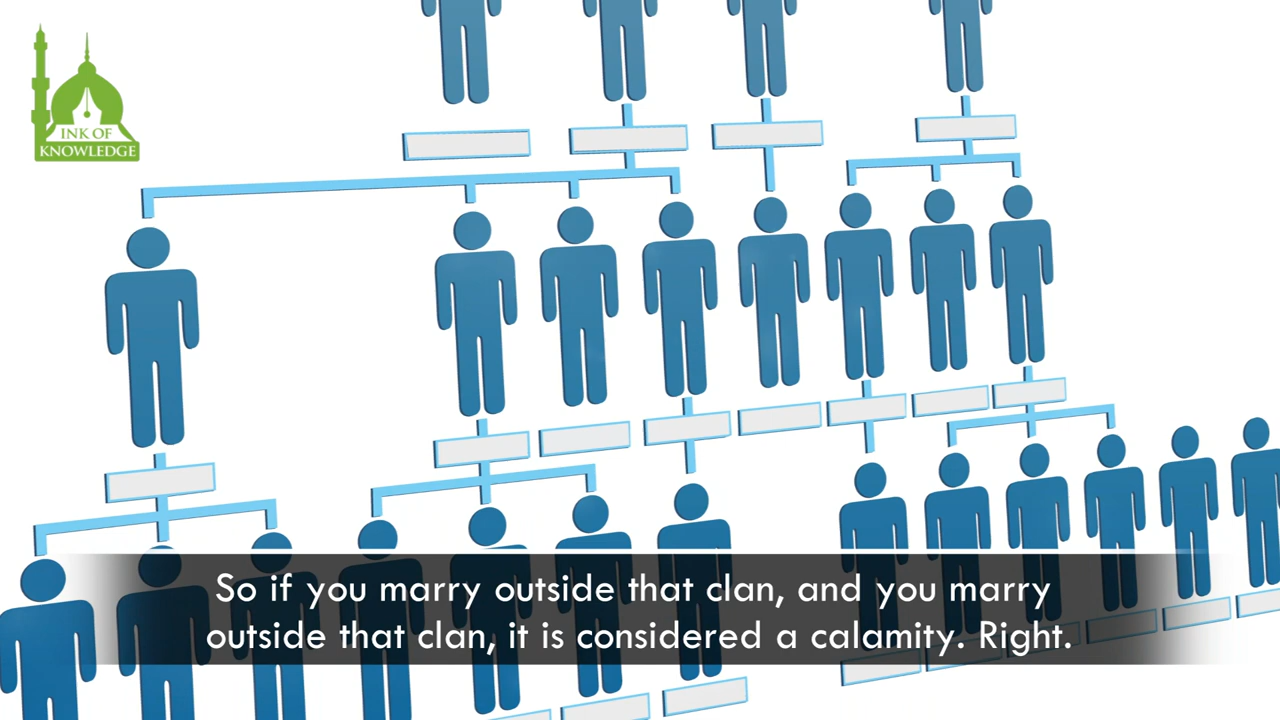 INK OF
KNOWLEDGE
So if you marry outside that clan, and you marry
outside that clan, it is considered a calamity. Right.